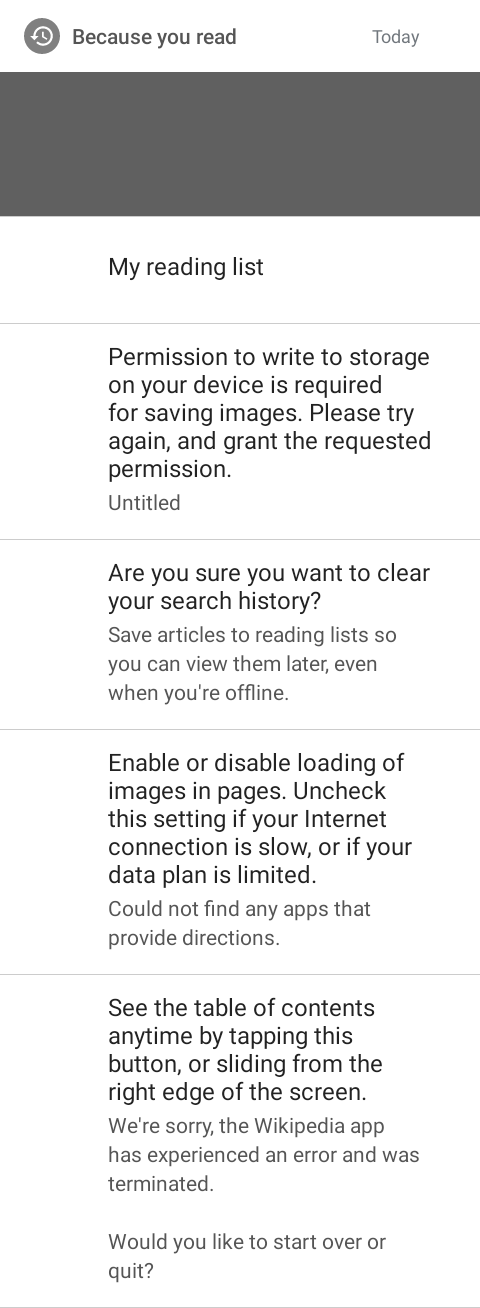 Because you read
Today
My reading list
Permission to write to storage
on your device is required
for saving images. Please try
again, and grant the requested
permission.
Untitled
Are you sure you want to clear
your search history?
Save articles to reading lists so
you can view them later, even
when you're offline.
Enable or disable loading of
images in pages. Uncheck
this setting if your Internet
connection is slow, or if your
data plan is limited.
Could not find any apps that
provide directions.
See the table of contents
anytime by tapping this
button, or sliding from the
right edge of the screen.
We're sorry, the Wikipedia app
has experienced an error and was
terminated.
Would you like to start over or
quit?